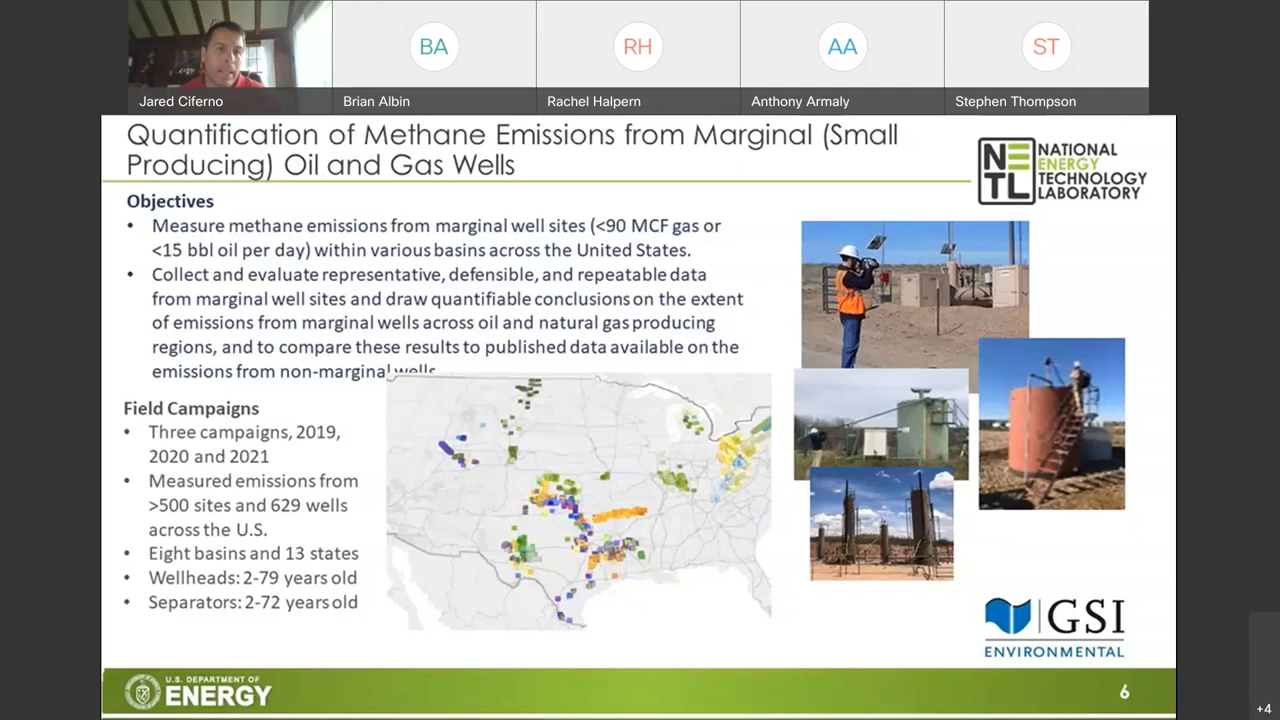 BA
RH
AA
ST
Jared Ciferno
Brian Albin
Rachel Halpern
Anthony Armaly
Stephen Thompson
Quantification of Methane Emissions from Marginal (Small
Producing) Oil and Gas Wells
NE
TL
NATIONAL
ENERGY
TECHNOLOGY
LABORATORY
Objectives
• Measure methane emissions from marginal well sites (<90 MCF gas or
<15 bbl oil per day) within various basins across the United States.
• Collect and evaluate representative, defensible, and repeatable data
from marginal well sites and draw quantifiable conclusions on the extent
of emissions from marginal wells across oil and natural gas producing
regions, and to compare these results to published data available on the
emissions from non-marginal wells
Field Campaigns
• Three campaigns, 2019,
2020 and 2021
• Measured emissions from
>500 sites and 629 wells
across the U.S.
• Eight basins and 13 states
• Wellheads: 2-79 years old
• Separators: 2-72 years old
GSI
ENVIRONMENTAL
U.S. DEPARTMENT OF
ENERGY
6
+4